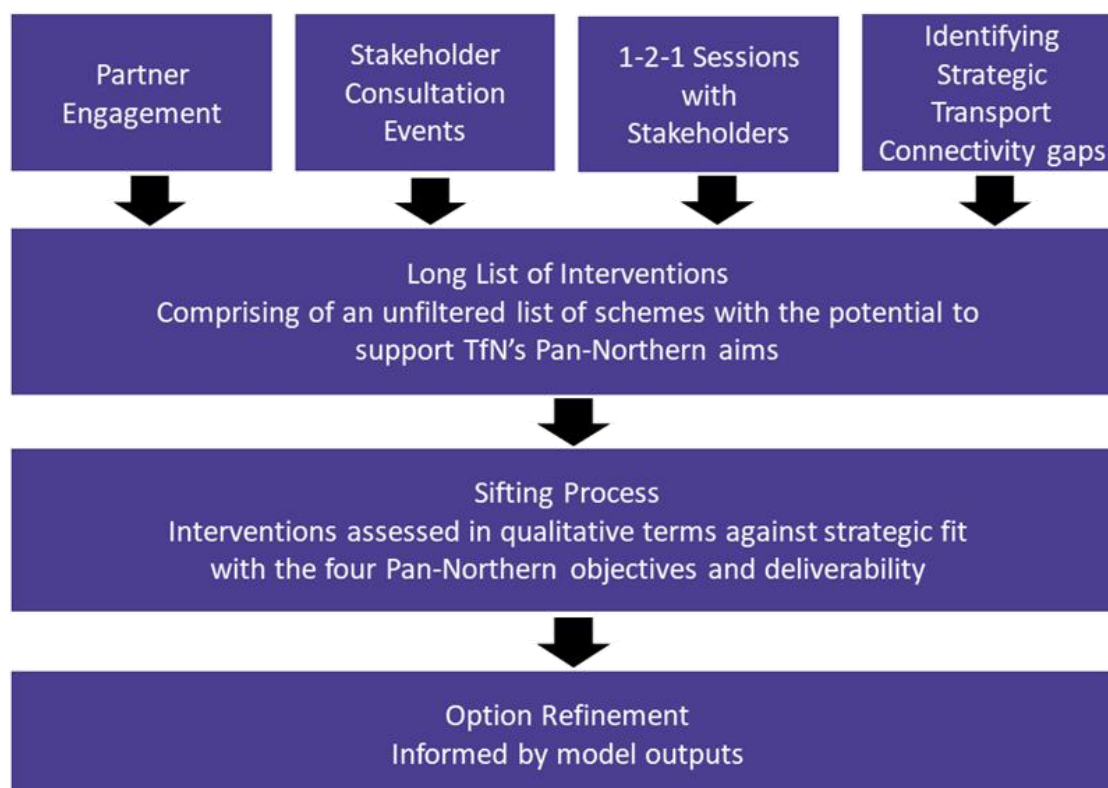 Partner
Engagement
Stakeholder
Consultation
Events
1-2-1 Sessions
with
Stakeholders
Identifying
Strategic
Transport
Connectivity gaps
Long List of Interventions
Comprising of an unfiltered list of schemes with the potential to
support TfN's Pan-Northern aims
Sifting Process
Interventions assessed in qualitative terms against strategic fit
with the four Pan-Northern objectives and deliverability
Option Refinement
Informed by model outputs